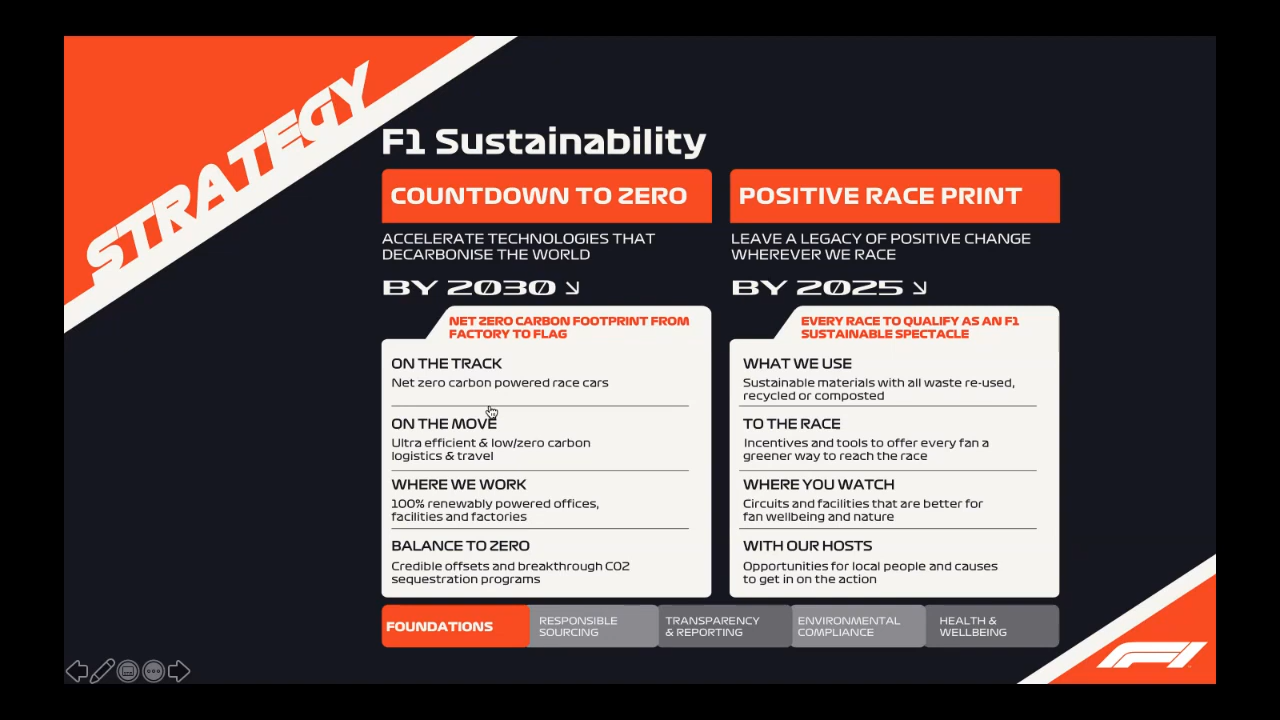 STRATEGY
F1 Sustainability
COUNTDOWN TO ZERO
ACCELERATE TECHNOLOGIES THAT
DECARBONISE THE WORLD
BY 2030
NET ZERO CARBON FOOTPRINT FROM
FACTORY TO FLAG
ON THE TRACK
Net zero carbon powered race cars
ON THE MOVE
Ultra efficient & low/zero carbon
logistics & travel
WHERE WE WORK
100% renewably powered offices,
facilities and factories
BALANCE TO ZERO
Credible offsets and breakthrough CO2
sequestration programs
POSITIVE RACE PRINT
LEAVE A LEGACY OF POSITIVE CHANGE
WHEREVER WE RACE
BY 2025
EVERY RACE TO QUALIFY AS AN F1
SUSTAINABLE SPECTACLE
WHAT WE USE
Sustainable materials with all waste re-used,
recycled or composted
TO THE RACE
Incentives and tools to offer every fan a
greener way to reach the race
WHERE YOU WATCH
Circuits and facilities that are better for
fan wellbeing and nature
WITH OUR HOSTS
Opportunities for local people and causes
to get in on the action
FOUNDATIONS
RESPONSIBLE
SOURCING
TRANSPARENCY
& REPORTING
ENVIRONMENTAL
COMPLIANCE
HEALTH &
WELLBEING
F1